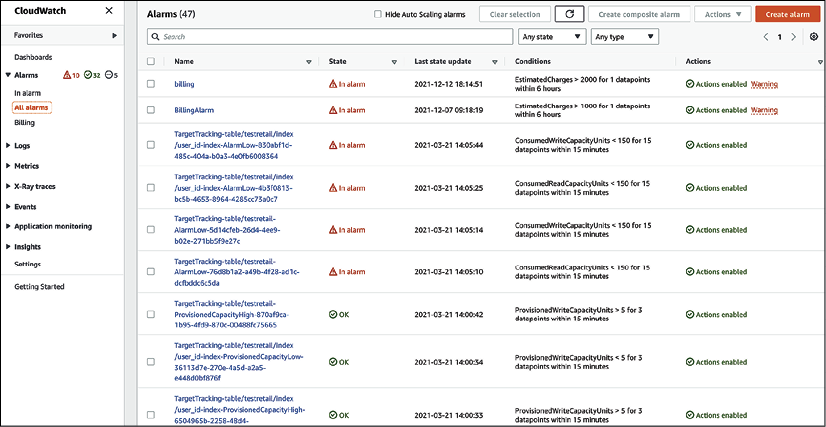 CloudWatch
Favorites
Dashboards
Alarms 10 32 5
In alarm
All alarms
Billing
Logs
Metrics
X-Ray traces
Events
Application monitoring
Insights
Settings
Getting Started
Alarms (47)
Hide Auto Scaling alarms
Clear selection
Create composite alarm
Actions
Create alarm
Search
Any state
Any type
1
Name State Last state update Conditions Actions
billing In alarm 2021-12-12 18:14:51 EstimatedCharges > 2000 for 1 datapoints Actions enabled Warning
within 6 hours
BillingAlarm In alarm 2021-12-07 09:18:19 EstimatedCharges > 1000 for 1 datapoints Actions enabled Warning
within 6 hours
TargetTracking-table/testretail/index
/user_id-index-AlarmLow-830abf1d- In alarm 2021-03-21 14:05:44 ConsumedWriteCapacityUnits < 150 for 15 Actions enabled
485c-404a-b0a3-4e0fb6008364 datapoints within 15 minutes
TargetTracking-table/testretail/index
/user_id-index-AlarmLow-4b3f0813- In alarm 2021-03-21 14:05:25 ConsumedReadCapacityUnits < 150 for 15 Actions enabled
bc5b-4653-8964-4285cc73a0c7 datapoints within 15 minutes
TargetTracking-table/testretail-
AlarmLow-5d14cfeb-26d4-4ee9- In alarm 2021-03-21 14:05:14 ConsumedWriteCapacityUnits < 150 for 15 Actions enabled
b02e-271bb5f9e27c datapoints within 15 minutes
TargetTracking-table/testretail-
AlarmLow-76d8b1a2-a49b-4f28-ad1c- In alarm 2021-03-21 14:05:10 ConsumedReadCapacityUnits < 150 for 15 Actions enabled
dcfbddc6c5da datapoints within 15 minutes
TargetTracking-table/testretail-
ProvisionedCapacityHigh-870af9ca- OK 2021-03-21 14:00:42 ProvisionedWriteCapacityUnits > 5 for 3 Actions enabled
1b95-4fd9-870c-00488fc75665 datapoints within 15 minutes
TargetTracking-table/testretail/index
/user_id-index-ProvisionedCapacityLow- OK 2021-03-21 14:00:34 ProvisionedWriteCapacityUnits < 5 for 3 Actions enabled
36113d7e-270e-4a5d-a2a5- datapoints within 15 minutes
e448d0bf876f
TargetTracking-table/testretail/index
/user_id-index-ProvisionedCapacityHigh- OK 2021-03-21 14:00:33 ProvisionedWriteCapacityUnits > 5 for 3 Actions enabled
6504965b-2258-48d4- datapoints within 15 minutes